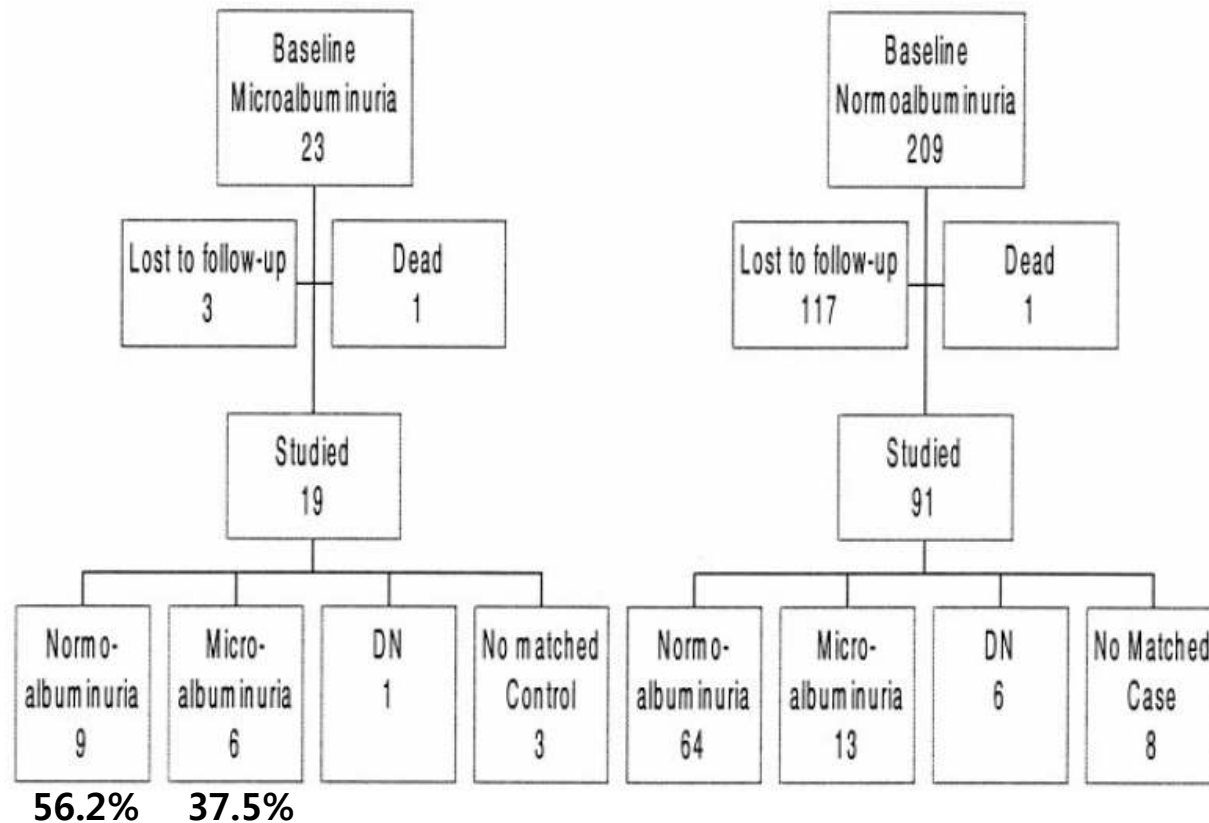 Baseline
Microalbuminuria
23
Baseline
Normoalbuminuria
209
Lost to follow-up
3
Dead
1
Lost to follow-up
117
Dead
1
Studied
19
Studied
91
Normo-
albuminuria
9
Micro-
albuminuria
6
DN
1
No matched
Control
3
Normo-
albuminuria
64
Micro-
albuminuria
13
DN
6
No Matched
Case
8
56.2%
37.5%